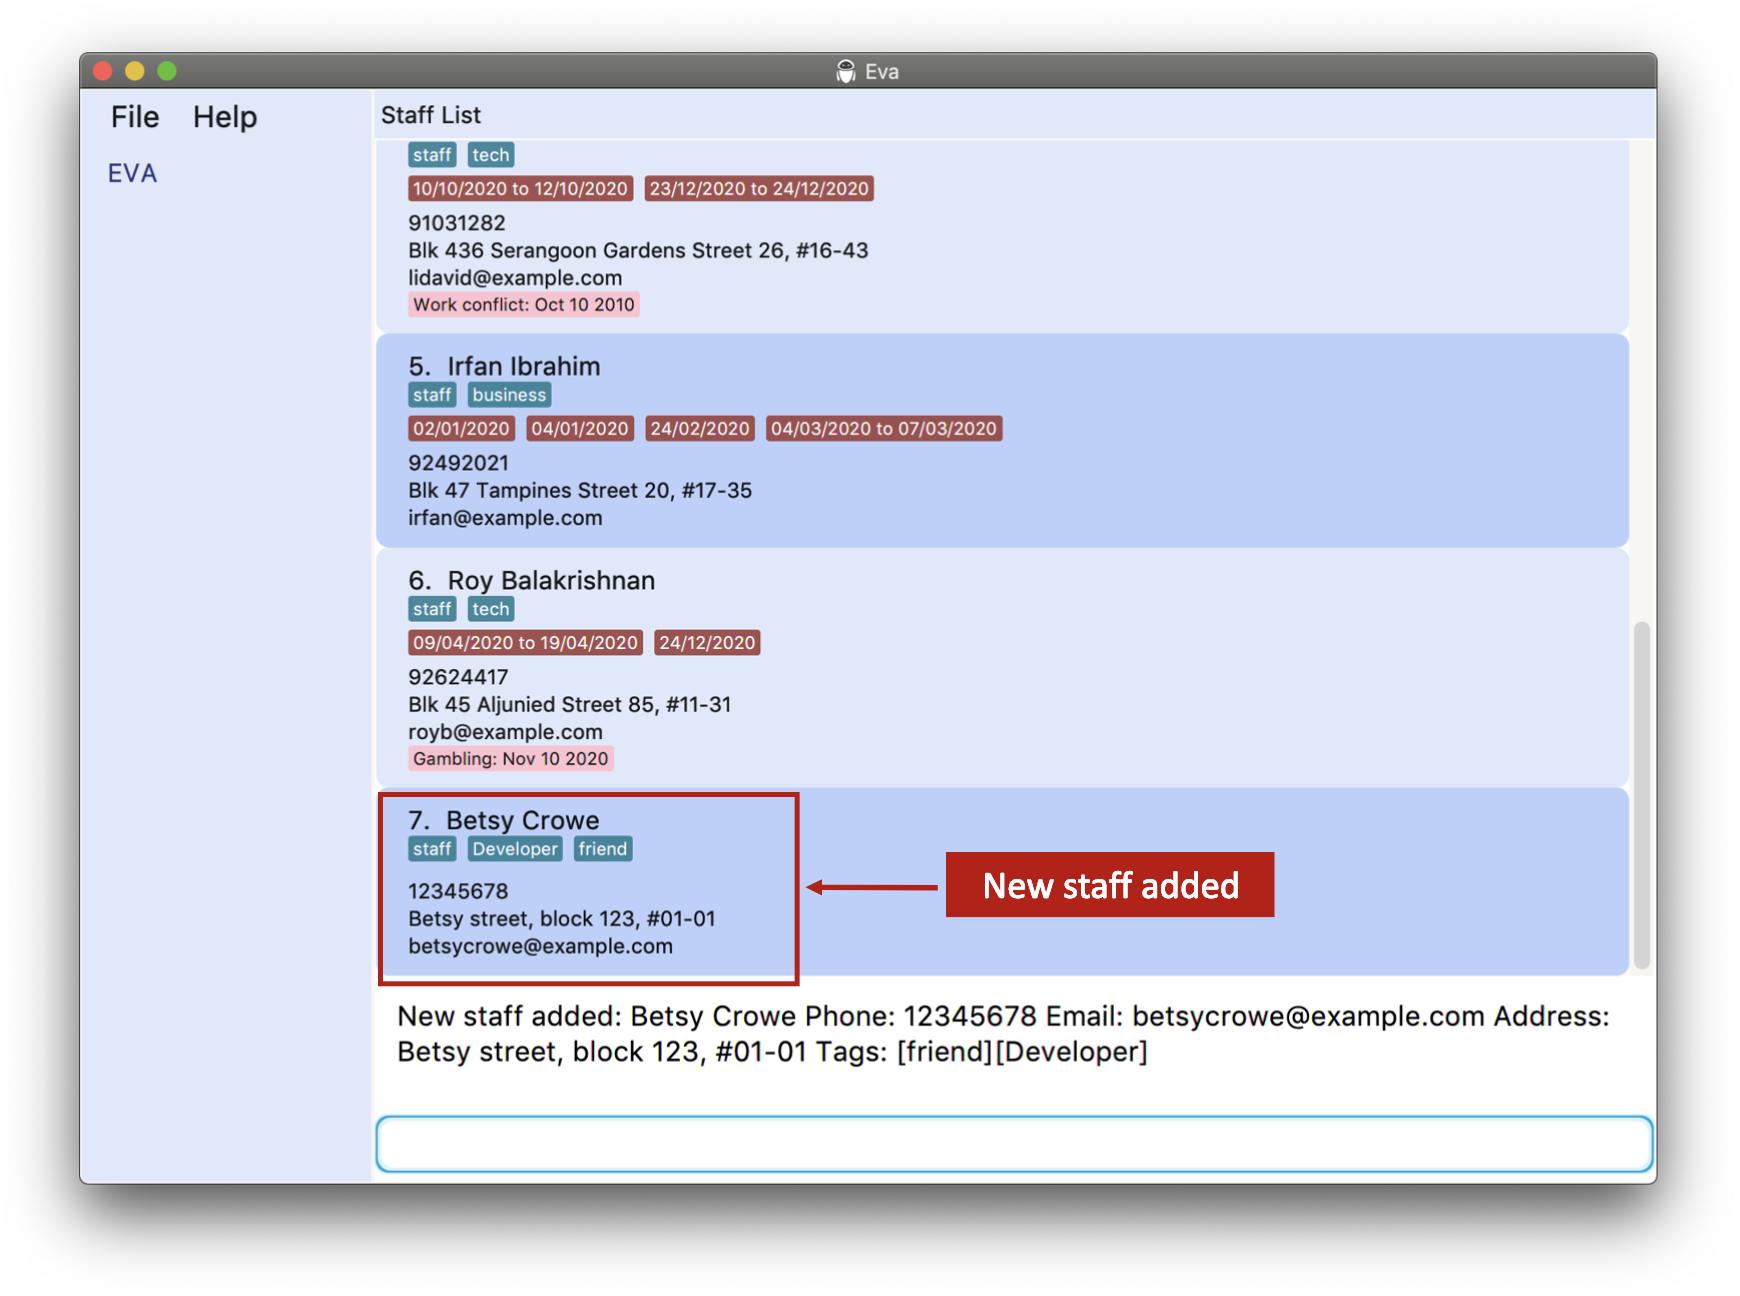 Eva
File Help
EVA
Staff List
staff tech
10/10/2020 to 12/10/2020 23/12/2020 to 24/12/2020
91031282
Blk 436 Serangoon Gardens Street 26, #16-43
lidavid@example.com
Work conflict: Oct 10 2010
5. Irfan Ibrahim
staff business
02/01/2020 04/01/2020 24/02/2020 04/03/2020 to 07/03/2020
92492021
Blk 47 Tampines Street 20, #17-35
irfan@example.com
6. Roy Balakrishnan
staff tech
09/04/2020 to 19/04/2020 24/12/2020
92624417
Blk 45 Aljunied Street 85, #11-31
royb@example.com
Gambling: Nov 10 2020
7. Betsy Crowe
staff Developer friend
12345678
Betsy street, block 123, #01-01
betsycrowe@example.com
New staff added
New staff added: Betsy Crowe Phone: 12345678 Email: betsycrowe@example.com Address:
Betsy street, block 123, #01-01 Tags: [friend][Developer]